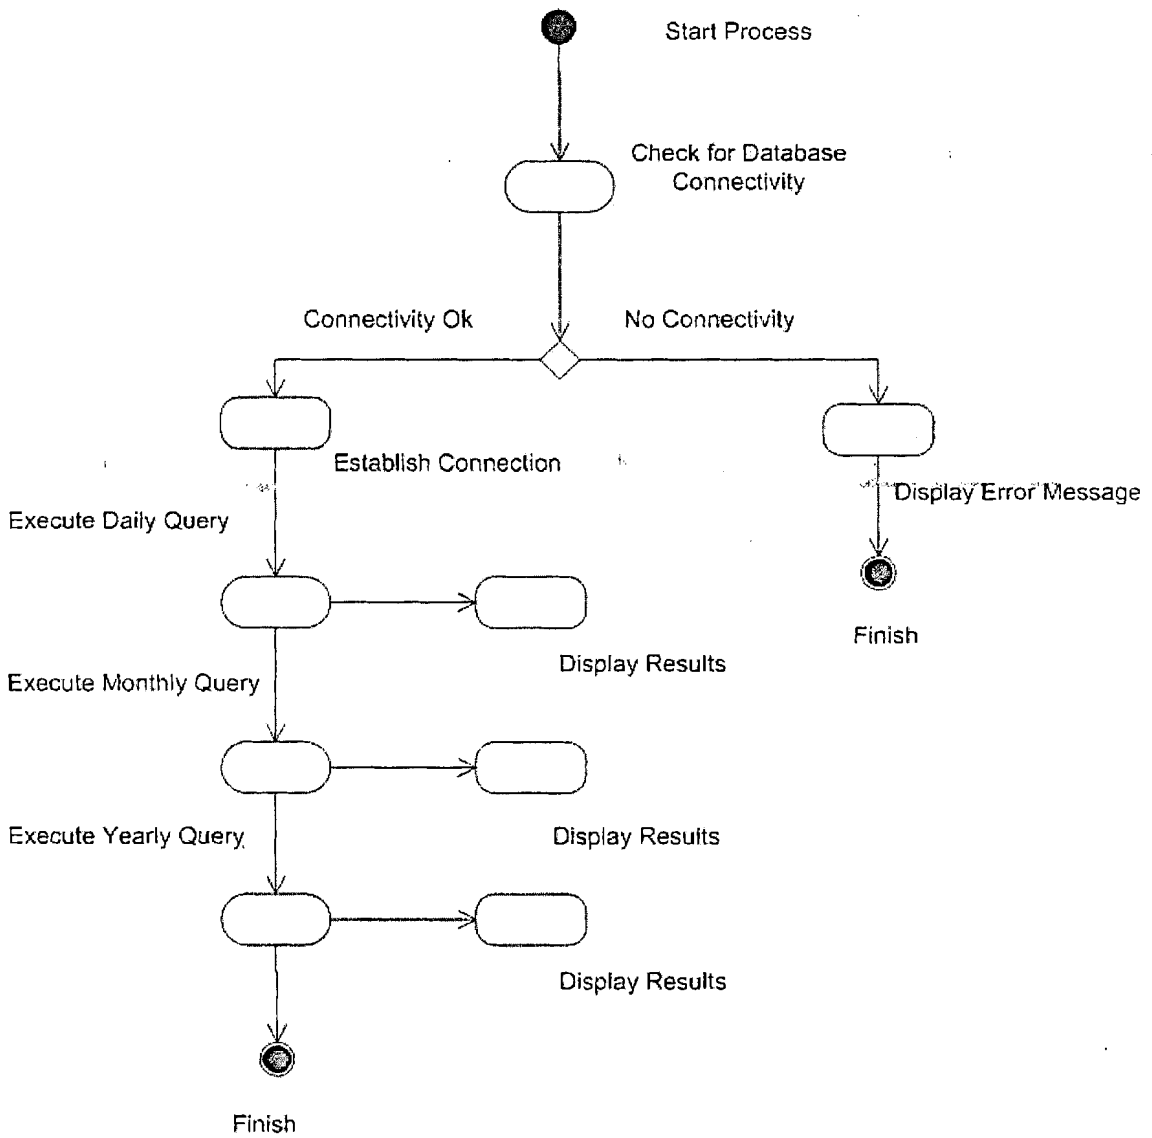 Start Process
Check for Database
Connectivity
Connectivity Ok
No Connectivity
Establish Connection
Display Error Message
Execute Daily Query
Finish
Display Results
Execute Monthly Query
Execute Yearly Query
Display Results
Display Results
Finish